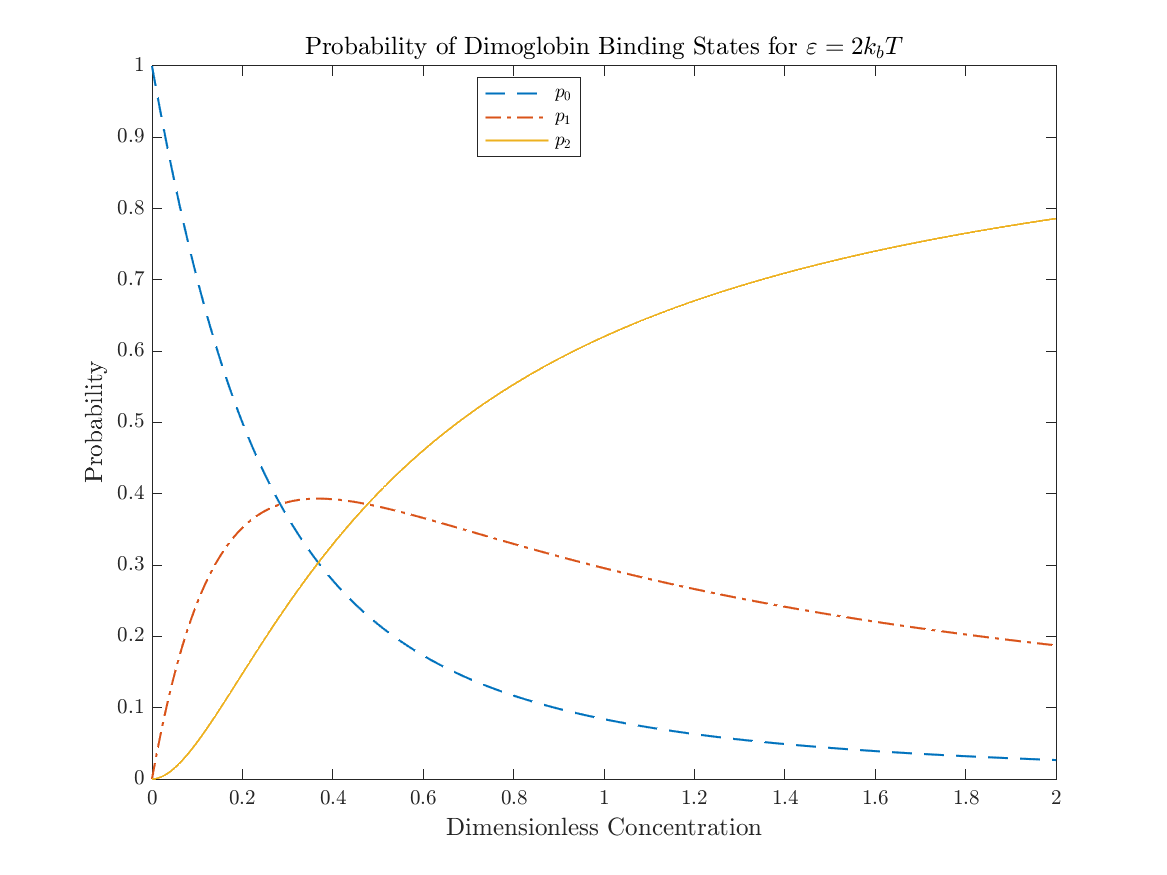 Probability of Dimoglobin Binding States for ε = 2k_bT
p_0
p_1
p_2
1
0.9
0.8
0.7
0.6
0.5
0.4
0.3
0.2
0.1
0
Probability
0 0.2 0.4 0.6 0.8 1 1.2 1.4 1.6 1.8 2
Dimensionless Concentration